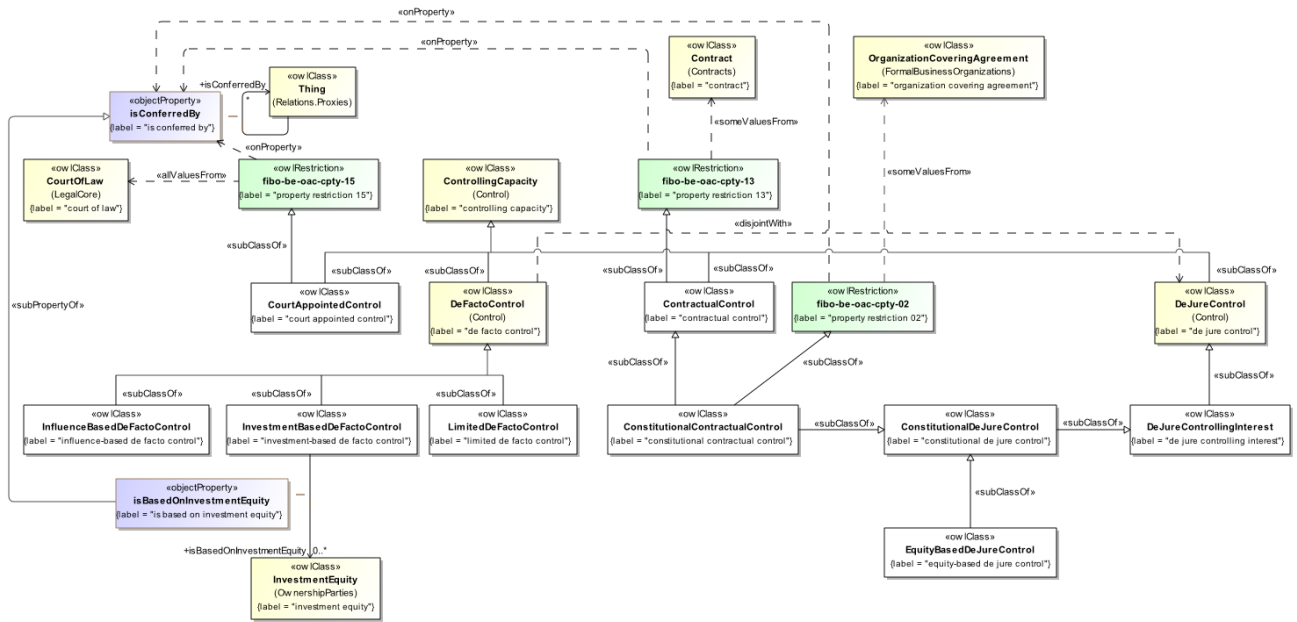 «onProperty»
«onProperty»
«owlClass»
Contract
(Contracts)
{label = "contract"}
«owlClass»
OrganizationCoveringAgreement
(FormalBusinessOrganizations)
{label = "organization covering agreement"}
+isConferredBy
«owlClass»
Thing
(Relations.Proxies)
*
«objectProperty»
isConferredBy
{label = "is conferred by"}
«onProperty»
«someValuesFrom»
«someValuesFrom»
«owlClass»
CourtOfLaw
(LegalCore)
{label = "court of law"}
«allValuesFrom»
«owlRestriction»
fibo-be-oac-cpty-15
{label = "property restriction 15"}
«owlClass»
ControllingCapacity
(Control)
{label = "controlling capacity"}
«owlRestriction»
fibo-be-oac-cpty-13
{label = "property restriction 13"}
«disjointWith»
«subClassOf»
«subClassOf»
«subClassOf»
«subClassOf»
«subClassOf»
«subClassOf»
«subPropertyOf»
«owlClass»
CourtAppointedControl
{label = "court appointed control"}
«owlClass»
DeFactoControl
(Control)
{label = "de facto control"}
«owlClass»
ContractualControl
{label = "contractual control"}
«owlRestriction»
fibo-be-oac-cpty-02
{label = "property restriction 02"}
«owlClass»
DeJureControl
(Control)
{label = "de jure control"}
«subClassOf»
«subClassOf»
«subClassOf»
«subClassOf»
«subClassOf»
«subClassOf»
«owlClass»
InfluenceBasedDeFactoControl
{label = "influence-based de facto control"}
«owlClass»
InvestmentBasedDeFactoControl
{label = "investment-based de facto control"}
«owlClass»
LimitedDeFactoControl
{label = "limited de facto control"}
«owlClass»
ConstitutionalContractualControl
{label = "constitutional contractual control"}
«subClassOf»
«owlClass»
ConstitutionalDeJureControl
{label = "constitutional de jure control"}
«subClassOf»
«owlClass»
DeJureControllingInterest
{label = "de jure controlling interest"}
«objectProperty»
isBasedOnInvestmentEquity
{label = "is based on investment equity"}
«subClassOf»
+isBasedOnInvestmentEquity 0..*
«owlClass»
InvestmentEquity
(OwnershipParties)
{label = "investment equity"}
«owlClass»
EquityBasedDeJureControl
{label = "equity-based de jure control"}